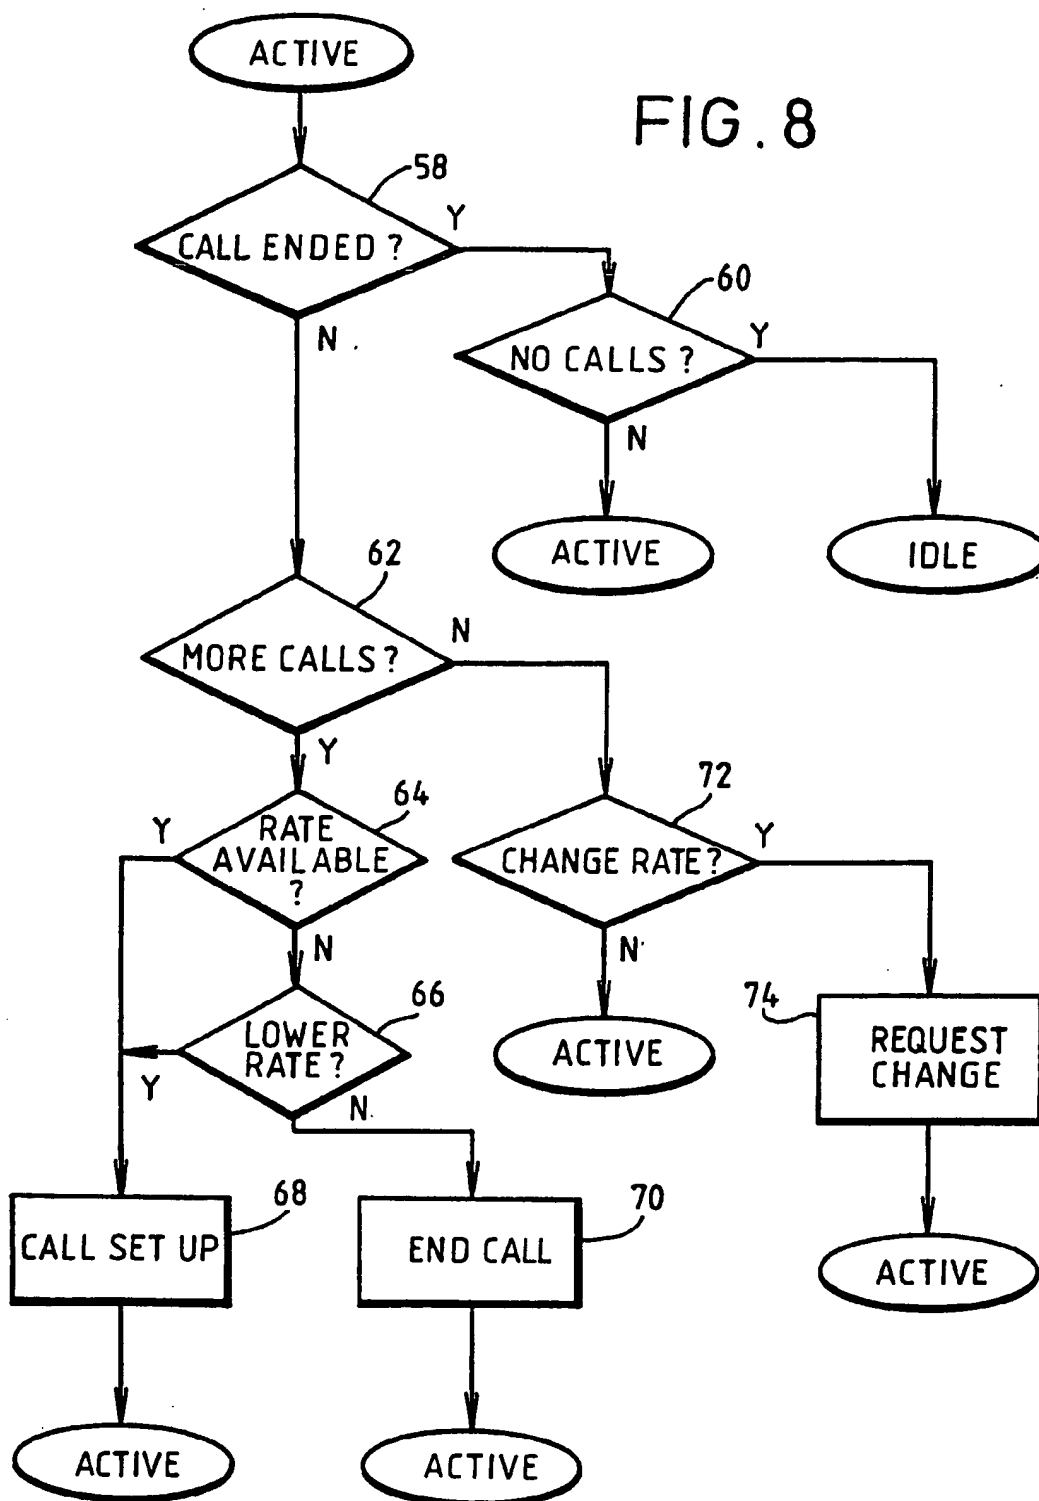 ACTIVE
FIG. 8
58
CALL ENDED ?
Y
N
60
NO CALLS ?
Y
N
ACTIVE
IDLE
62
MORE CALLS ?
N
Y
64
RATE
AVAILABLE
?
Y
N
72
CHANGE RATE?
Y
N
66
LOWER
RATE ?
Y
N
ACTIVE
74
REQUEST
CHANGE
68
CALL SET UP
70
END CALL
ACTIVE
ACTIVE
ACTIVE